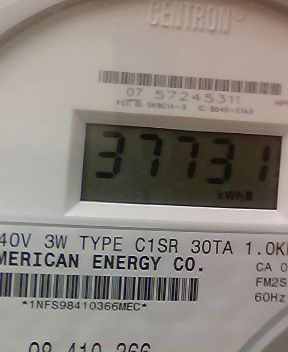 CENTRON®
07 57245311
37731
kWh
40V 3W TYPE C1SR 30TA 1.0K
MERICAN ENERGY CO.
CA 0
FM2S
60Hz
*1NFS98410366MEC*
98 410 366